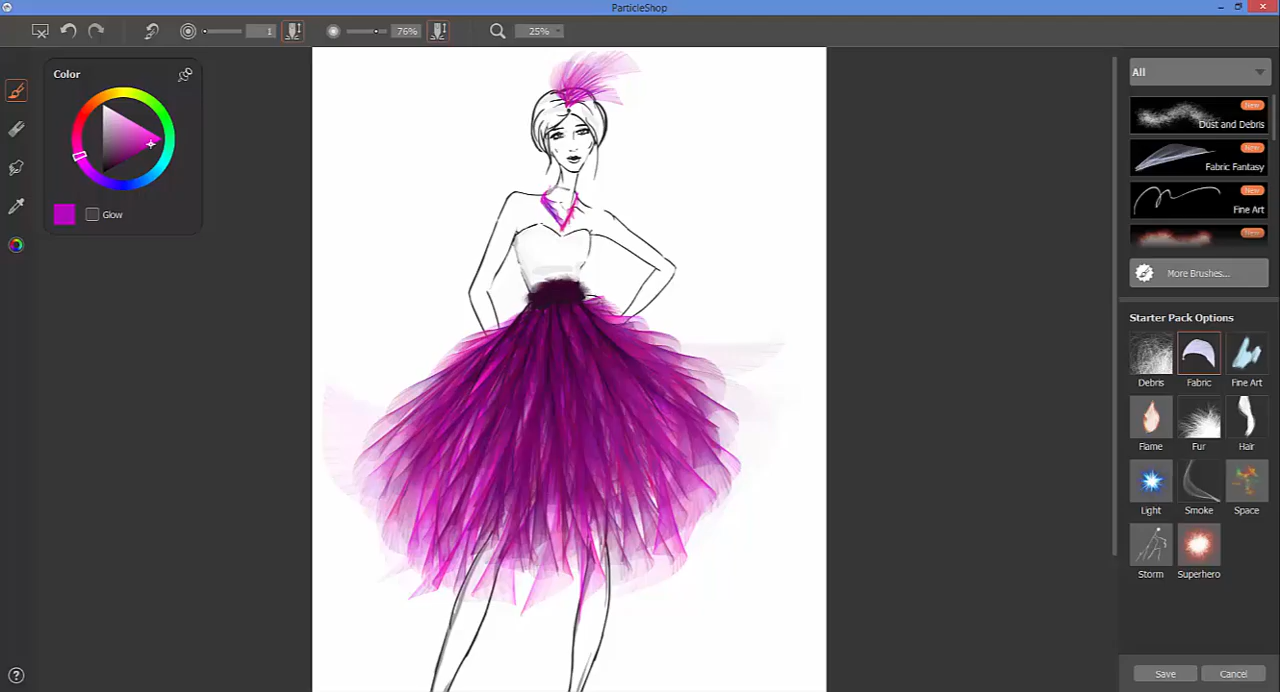 ParticleShop
1
76%
25%
Color
Glow
All
New
Dust and Debris
New
Fabric Fantasy
New
Fine Art
New
More Brushes...
Starter Pack Options
Debris
Fabric
Fine Art
Flame
Fur
Hair
Light
Smoke
Space
Storm
Superhero
Save
Cancel